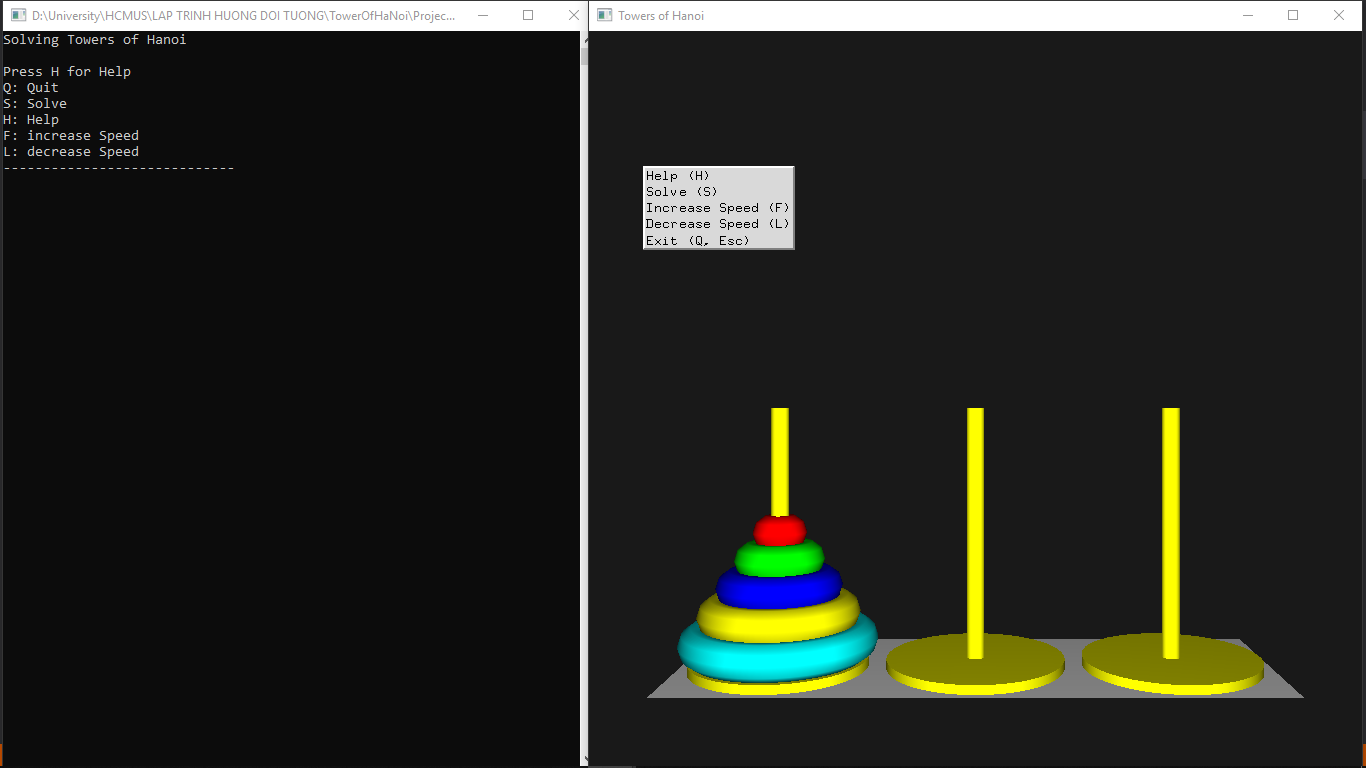 D:\University\HCMUS\LAP TRINH HUONG DOI TUONG\TowerOfHaNoi\Projec...
Solving Towers of Hanoi
Press H for Help
Q: Quit
S: Solve
H: Help
F: increase Speed
L: decrease Speed
-----------------------------
Towers of Hanoi
Help (H)
Solve (S)
Increase Speed (F)
Decrease Speed (L)
Exit (Q, Esc)